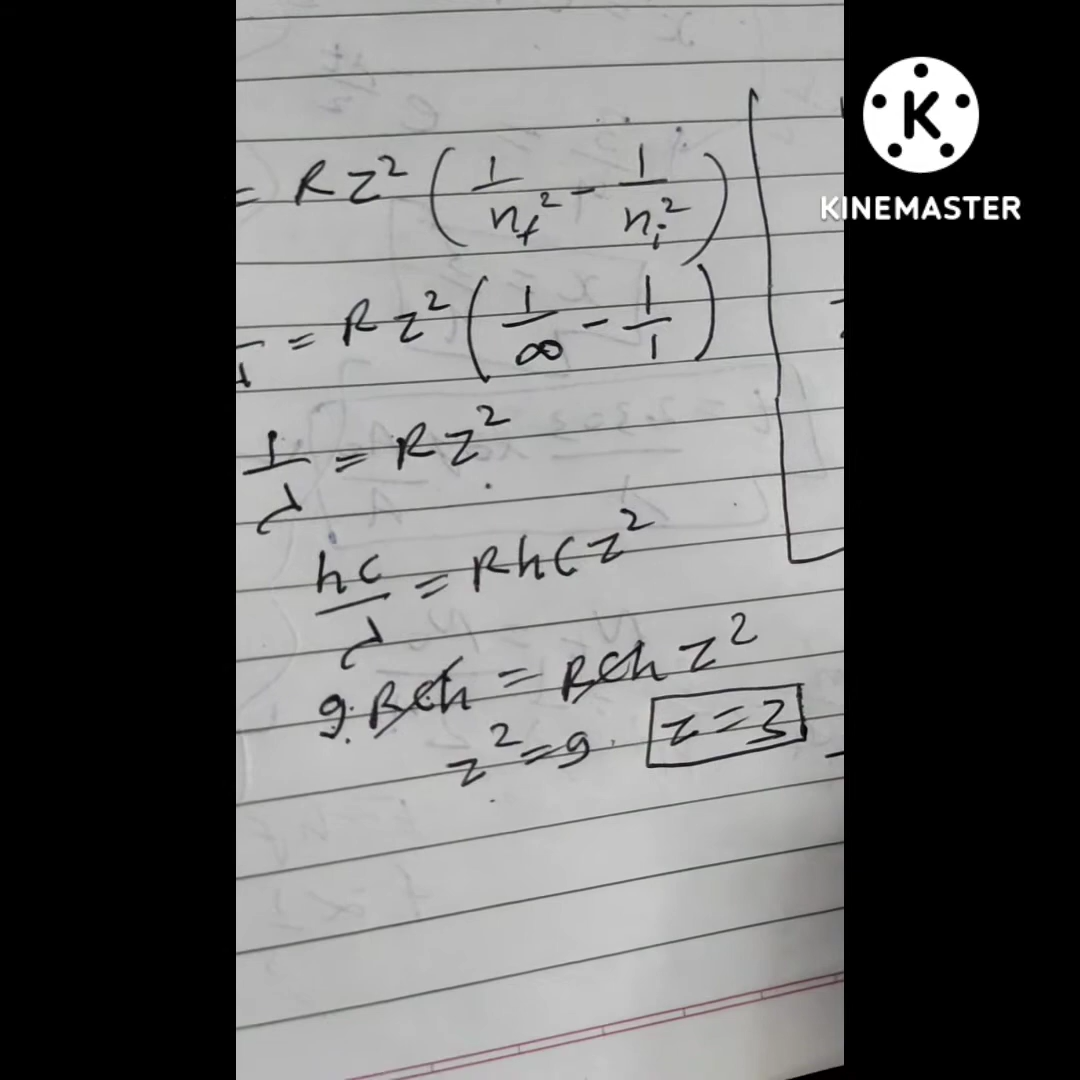 = RZ² (1/n_f² - 1/n_i²)
= RZ² (1/∞ - 1/1)
1/λ = RZ²
hc/λ = RhCZ²
9 Rch = Rch Z²
Z² = 9. Z = 3
K
KINEMASTER